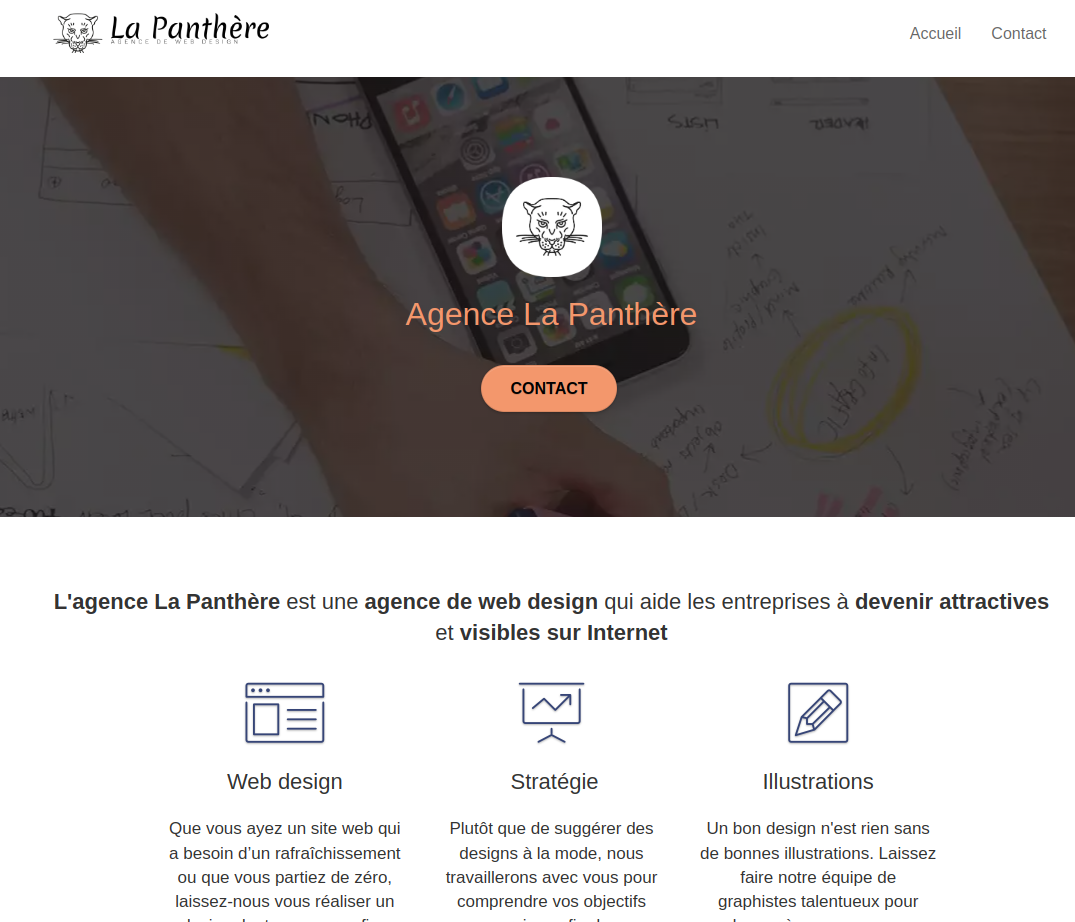 La Panthère
AGENCE DE WEB DESIGN
Accueil
Contact
LISTS
HEADER
Agence La Panthère
CONTACT
L'agence La Panthère est une agence de web design qui aide les entreprises à devenir attractives
et visibles sur Internet
Web design
Stratégie
Illustrations
Que vous ayez un site web qui
a besoin d’un rafraîchissement
ou que vous partiez de zéro,
laissez-nous vous réaliser un
Plutôt que de suggérer des
designs à la mode, nous
travaillerons avec vous pour
comprendre vos objectifs
Un bon design n'est rien sans
de bonnes illustrations. Laissez
faire notre équipe de
graphistes talentueux pour